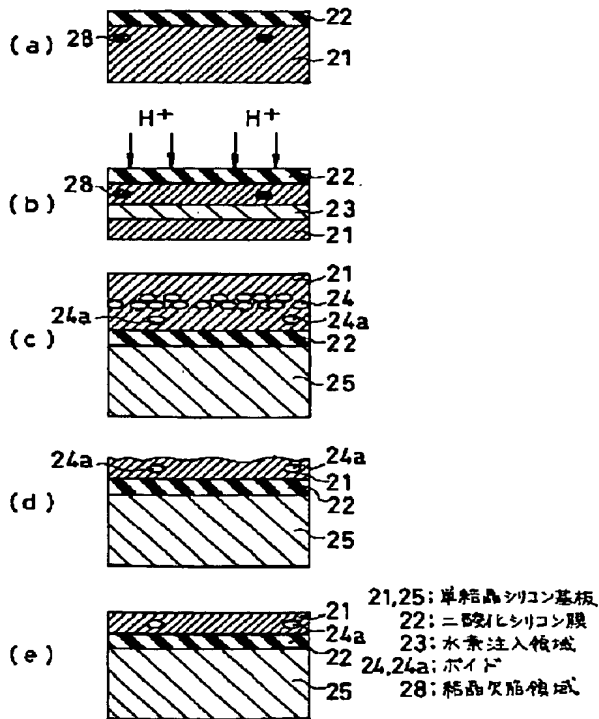 (a)
22
28
21
H+ H+
(b)
28
22
23
21
(c)
21
24
24a
24a
22
25
(d)
24a
24a
21
22
25
(e)
21
24a
22
25
21,25;単結晶シリコン基板
22;二酸化シリコン膜
23;水素注入領域
24,24a;ボイド
28;結晶欠陥領域